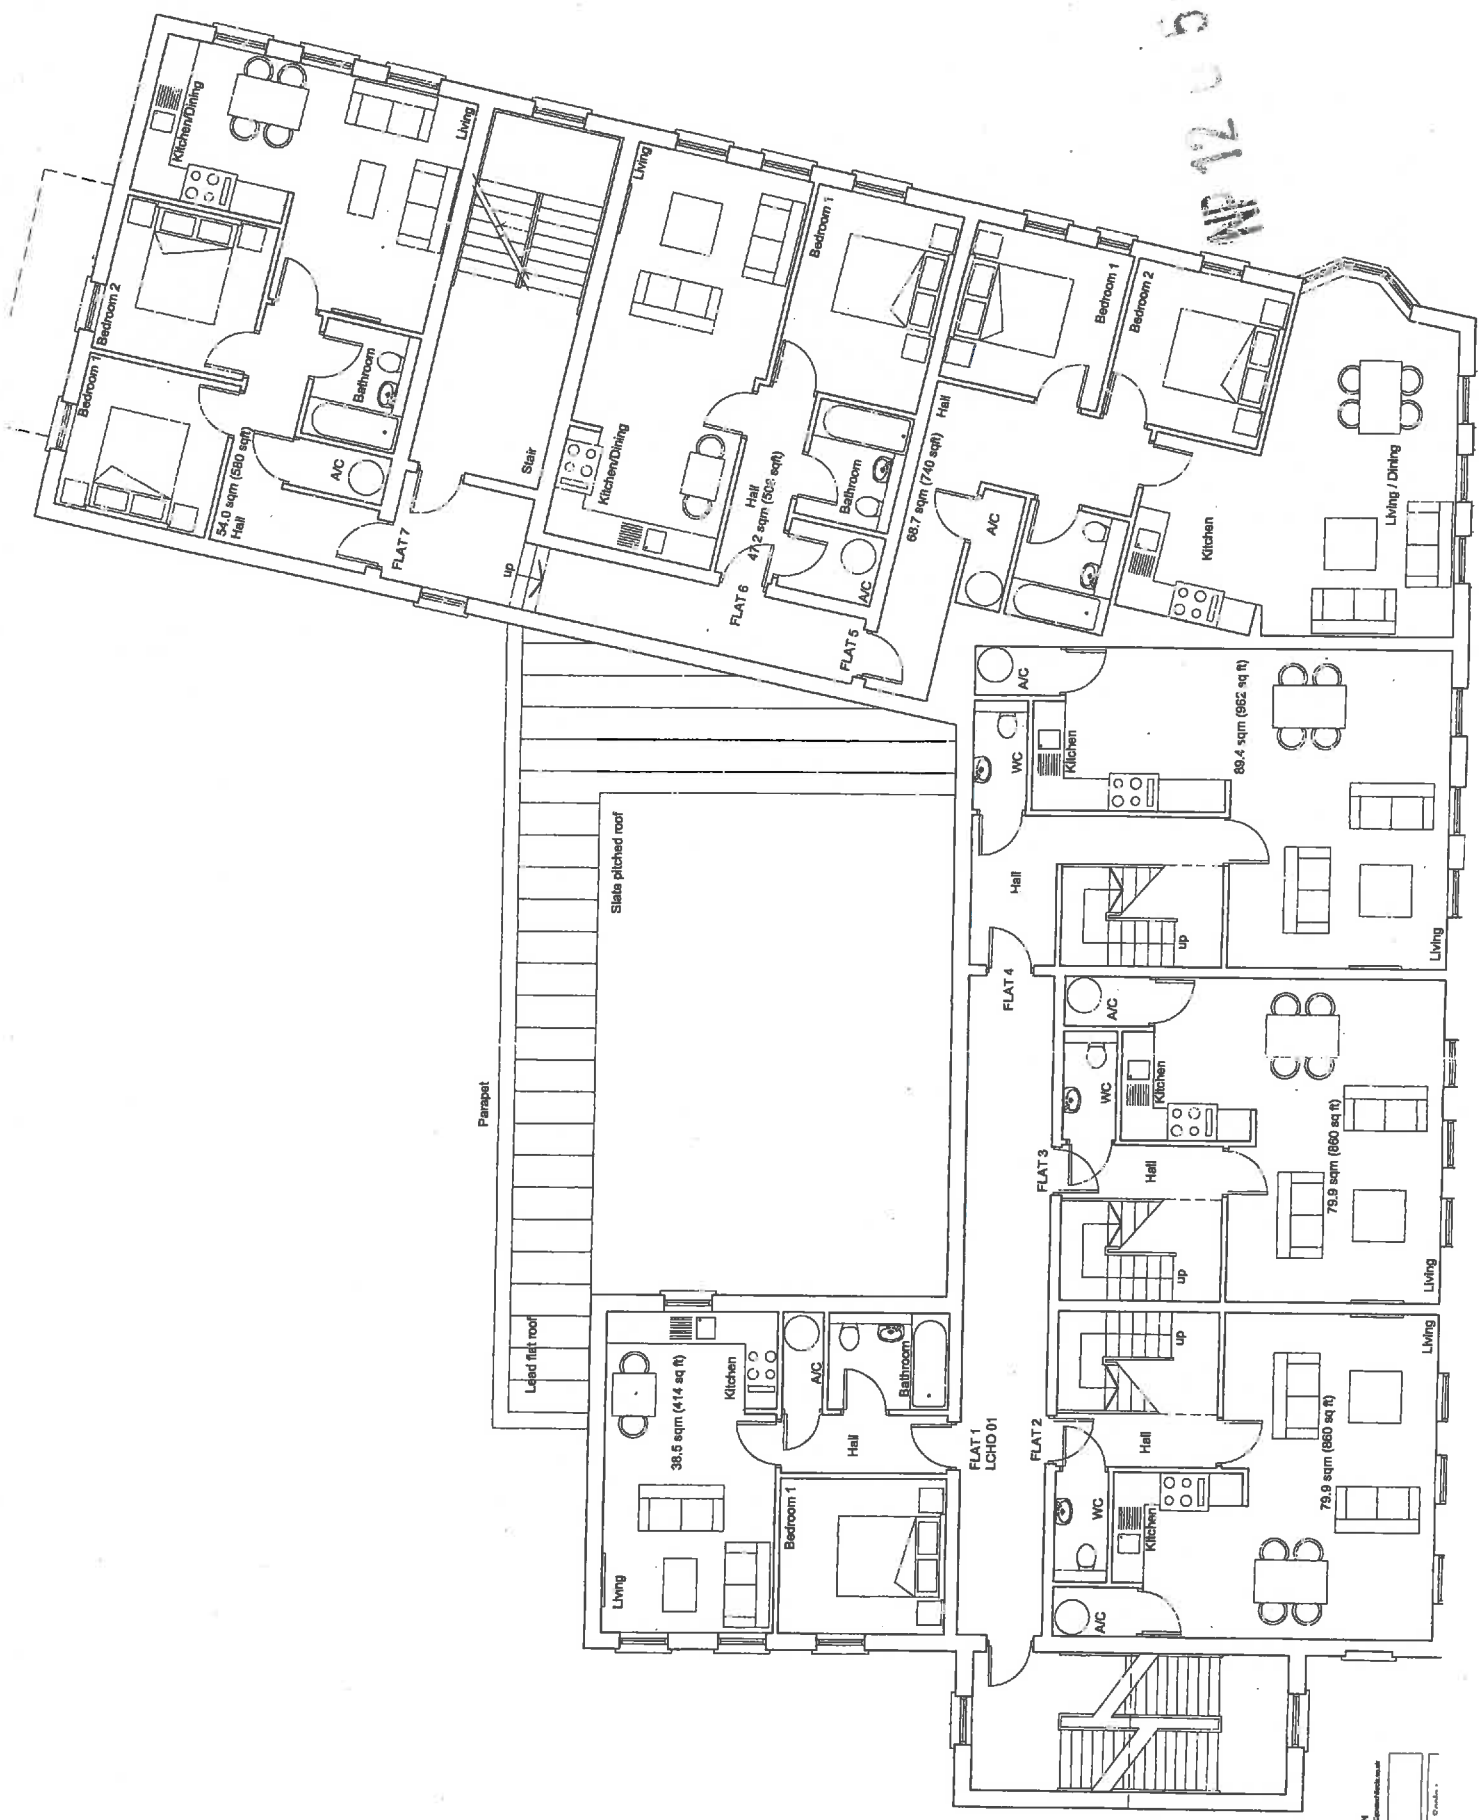 Kitchen/Dining
Living
Bedroom 2
Bedroom 1
Bathroom
A/C
54.0 sqm (580 sqft)
Hall
FLAT 7
Stair
up
Living
Kitchen/Dining
Bedroom 1
Hall
Bathroom
A/C
FLAT 6
FLAT 5
Hall
68.7 sqm (740 sqft)
A/C
Bedroom 1
Bedroom 2
Kitchen
Living / Dining
A/C
WC
Kitchen
89.4 sqm (962 sq ft)
Hall
up
Living
FLAT 4
A/C
WC
Kitchen
FLAT 3
Hall
79.9 sqm (860 sq ft)
up
Living
up
Living
FLAT 2
Hall
79.9 sqm (860 sq ft)
WC
Kitchen
A/C
Slate pitched roof
Parapet
Lead flat roof
Kitchen
38.5 sqm (414 sq ft)
A/C
Bathroom
Hall
FLAT 1
LCHO 01
Bedroom 1
Living